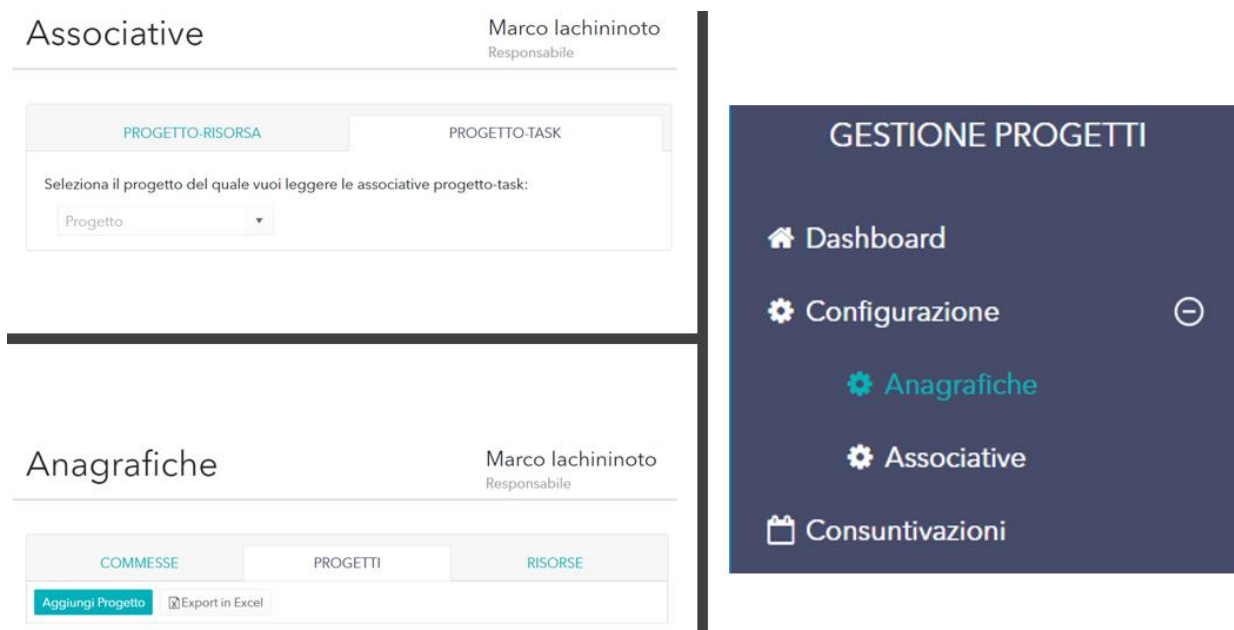 Associative
Marco Iachininoto
Responsabile
PROGETTO-RISORSA
PROGETTO-TASK
Seleziona il progetto del quale vuoi leggere le associative progetto-task:
Progetto
Anagrafiche
Marco Iachininoto
Responsabile
COMMESSE
PROGETTI
RISORSE
Aggiungi Progetto
Export in Excel
GESTIONE PROGETTI
Dashboard
Configurazione
Anagrafiche
Associative
Consuntivazioni